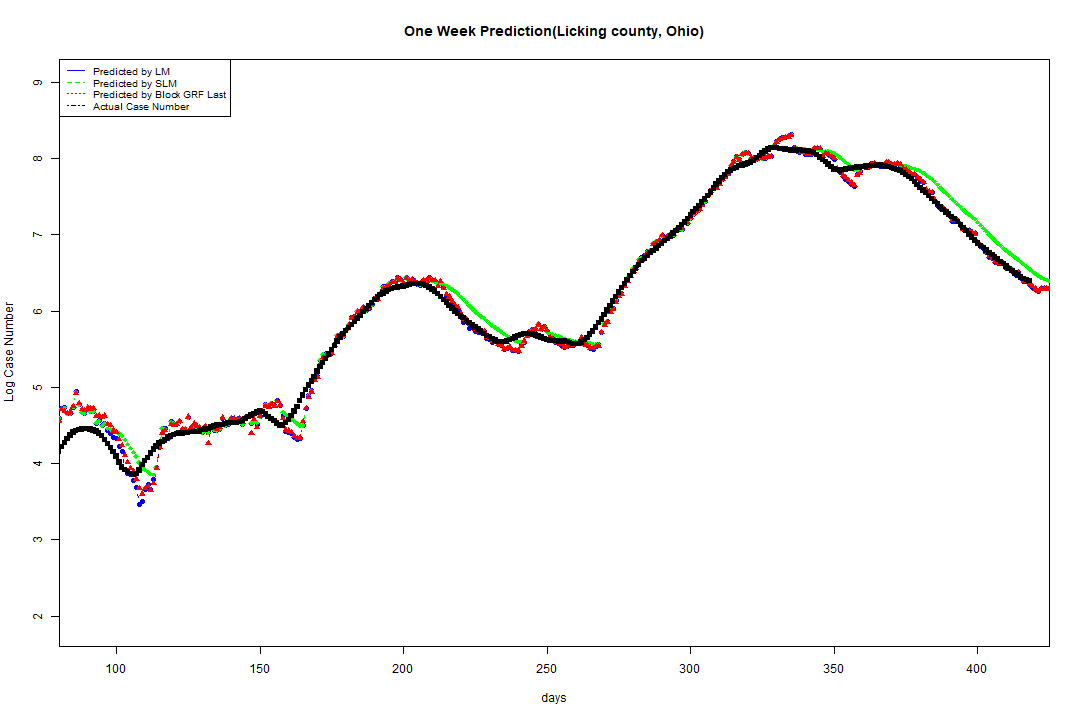 One Week Prediction(Licking county, Ohio)
Predicted by LM
Predicted by SLM
Predicted by Block GRF Last
Actual Case Number
9
8
7
6
5
4
3
2
Log Case Number
100 150 200 250 300 350 400
days